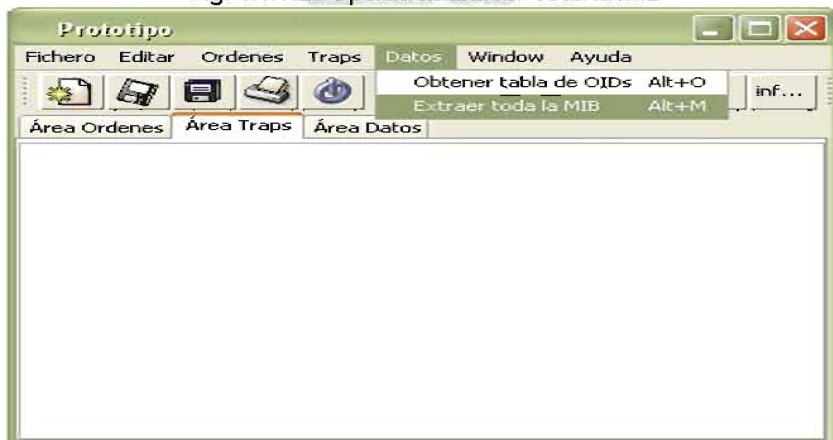 Prototipo
Fichero Editar Ordenes Traps Datos Window Ayuda
Obtener tabla de OIDs Alt+O
Extraer toda la MIB Alt+M
inf...
Área Ordenes Área Traps Área Datos